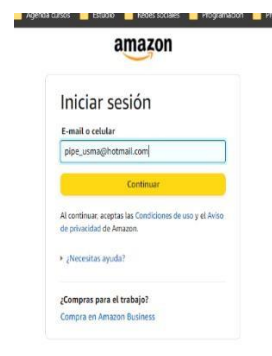 Agenda cursos Estudio Redes sociales Programación
amazon
Iniciar sesión
E-mail o celular
pipe_usma@hotmail.com
Continuar
Al continuar, aceptas las Condiciones de uso y el Aviso
de privacidad de Amazon.
¿Necesitas ayuda?
¿Compras para el trabajo?
Compra en Amazon Business